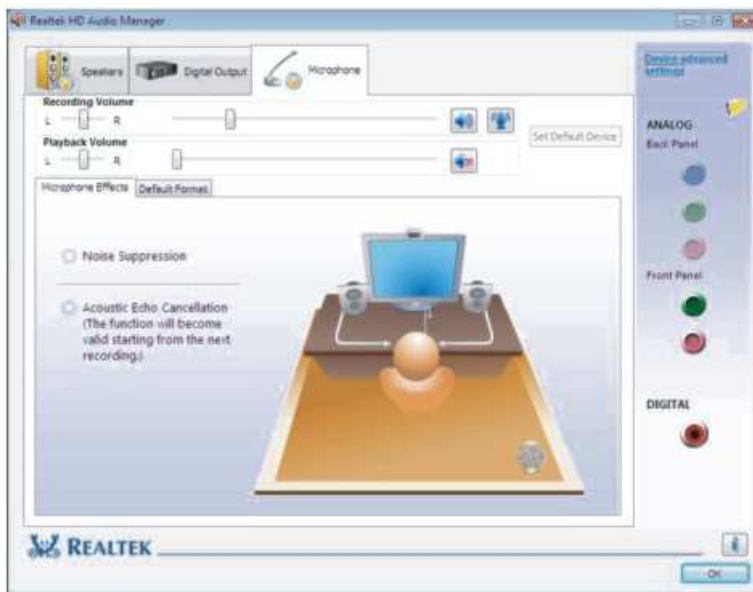 Realtek HD Audio Manager
Speakers
Digital Output
Microphone
Device advanced
settings
Recording Volume
L R
Set Default Device
Playback Volume
L R
ANALOG
Back Panel
Microphone Effects
Default Format
Noise Suppression
Acoustic Echo Cancellation
(The function will become
valid starting from the next
recording.)
Front Panel
DIGITAL
REALTEK
i
OK